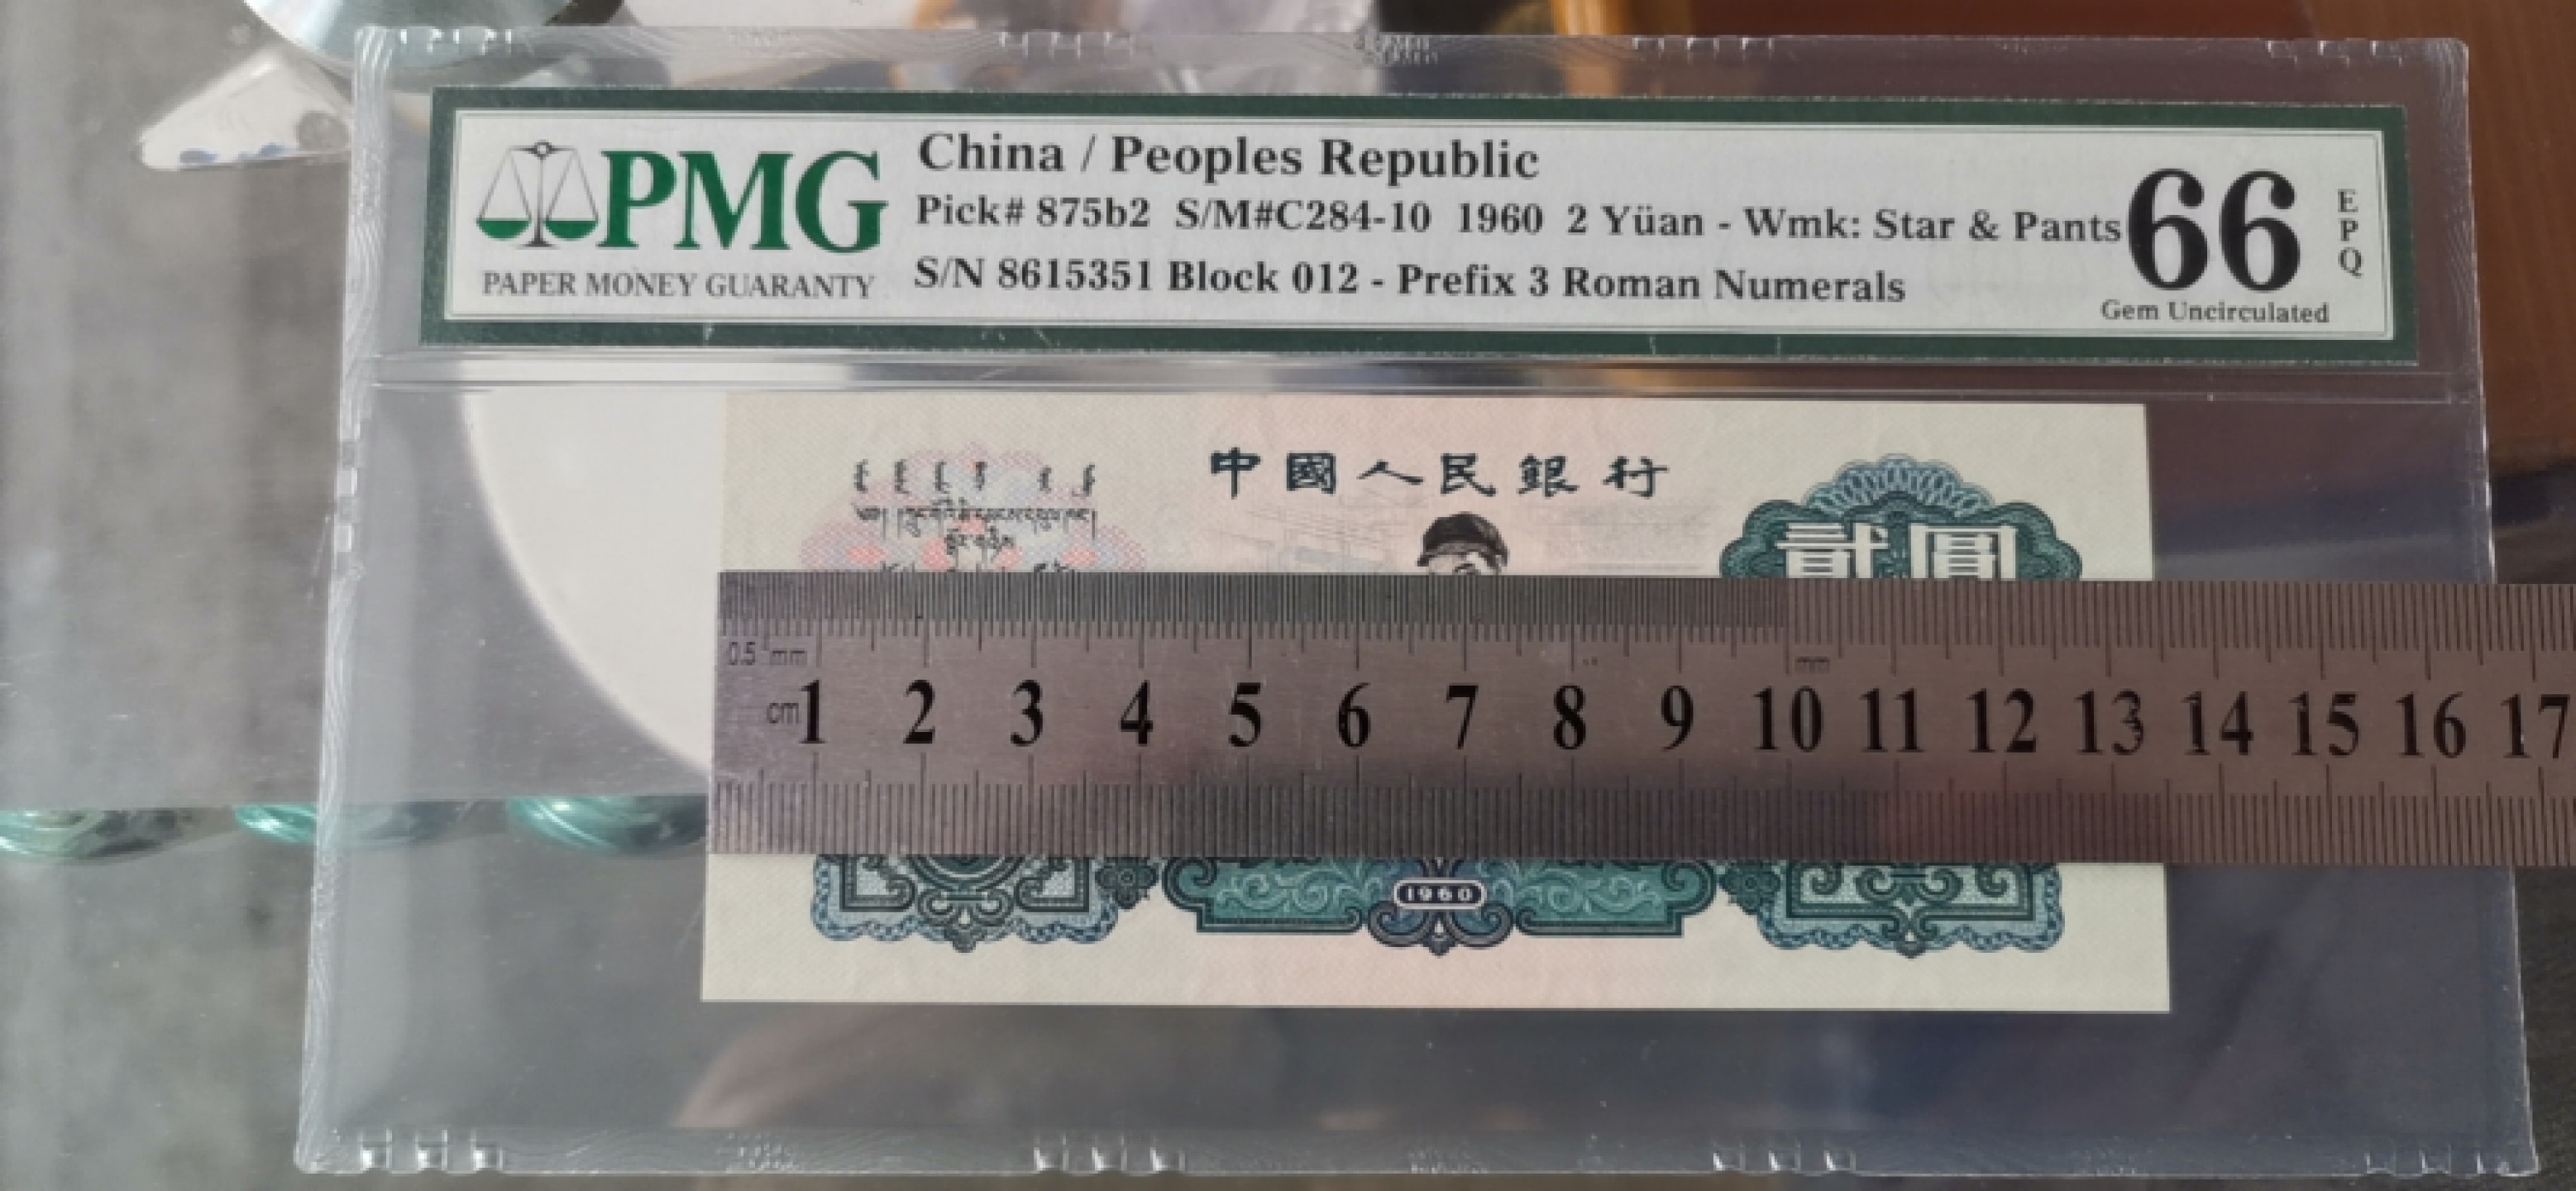 PMG
PAPER MONEY GUARANTY
China / Peoples Republic
Pick# 875b2 S/M#C284-10 1960 2 Yüan - Wmk: Star & Pants
S/N 8615351 Block 012 - Prefix 3 Roman Numerals
66
EPQ
Gem Uncirculated
中國人民銀行
貳圓
0.5 mm
mm
cm 1 2 3 4 5 6 7 8 9 10 11 12 13 14 15 16 17
1960